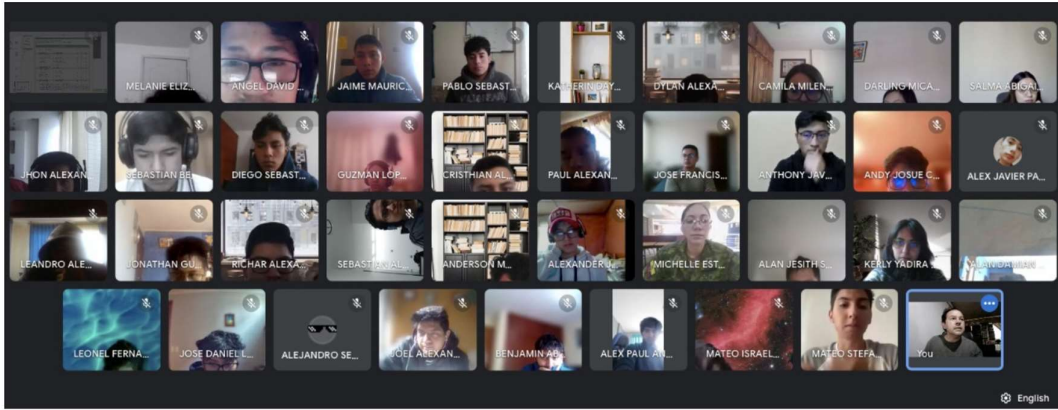 MELANIE ELIZ...
ANGEL DAVID ...
JAIME MAURIC...
PABLO SEBAST...
KATHERIN DAY...
DYLAN ALEXA...
CAMILA MILEN...
DARLING MICA...
SALMA ABIGAI...
JHON ALEXAN...
SEBASTIAN BE...
DIEGO SEBAST...
GUZMAN LOP...
CRISTHIAN AL...
PAUL ALEXAN...
JOSE FRANCIS...
ANTHONY JAV...
ANDY JOSUE C...
ALEX JAVIER PA...
LEANDRO ALE...
JONATHAN GU...
RICHAR ALEXA...
SEBASTIAN AL...
ANDERSON M...
ALEXANDER J...
MICHELLE EST...
ALAN JESITH S...
KERLY YADIRA ...
ALAN DAMIAN ...
LEONEL FERNA...
JOSE DANIEL L...
ALEJANDRO SE...
JOEL ALEXAN...
BENJAMIN AL...
ALEX PAUL AN...
MATEO ISRAEL...
MATEO STEFA...
You
English